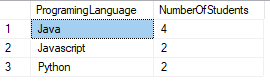 ProgramingLanguage NumberOfStudents
1 Java 4
2 Javascript 2
3 Python 2